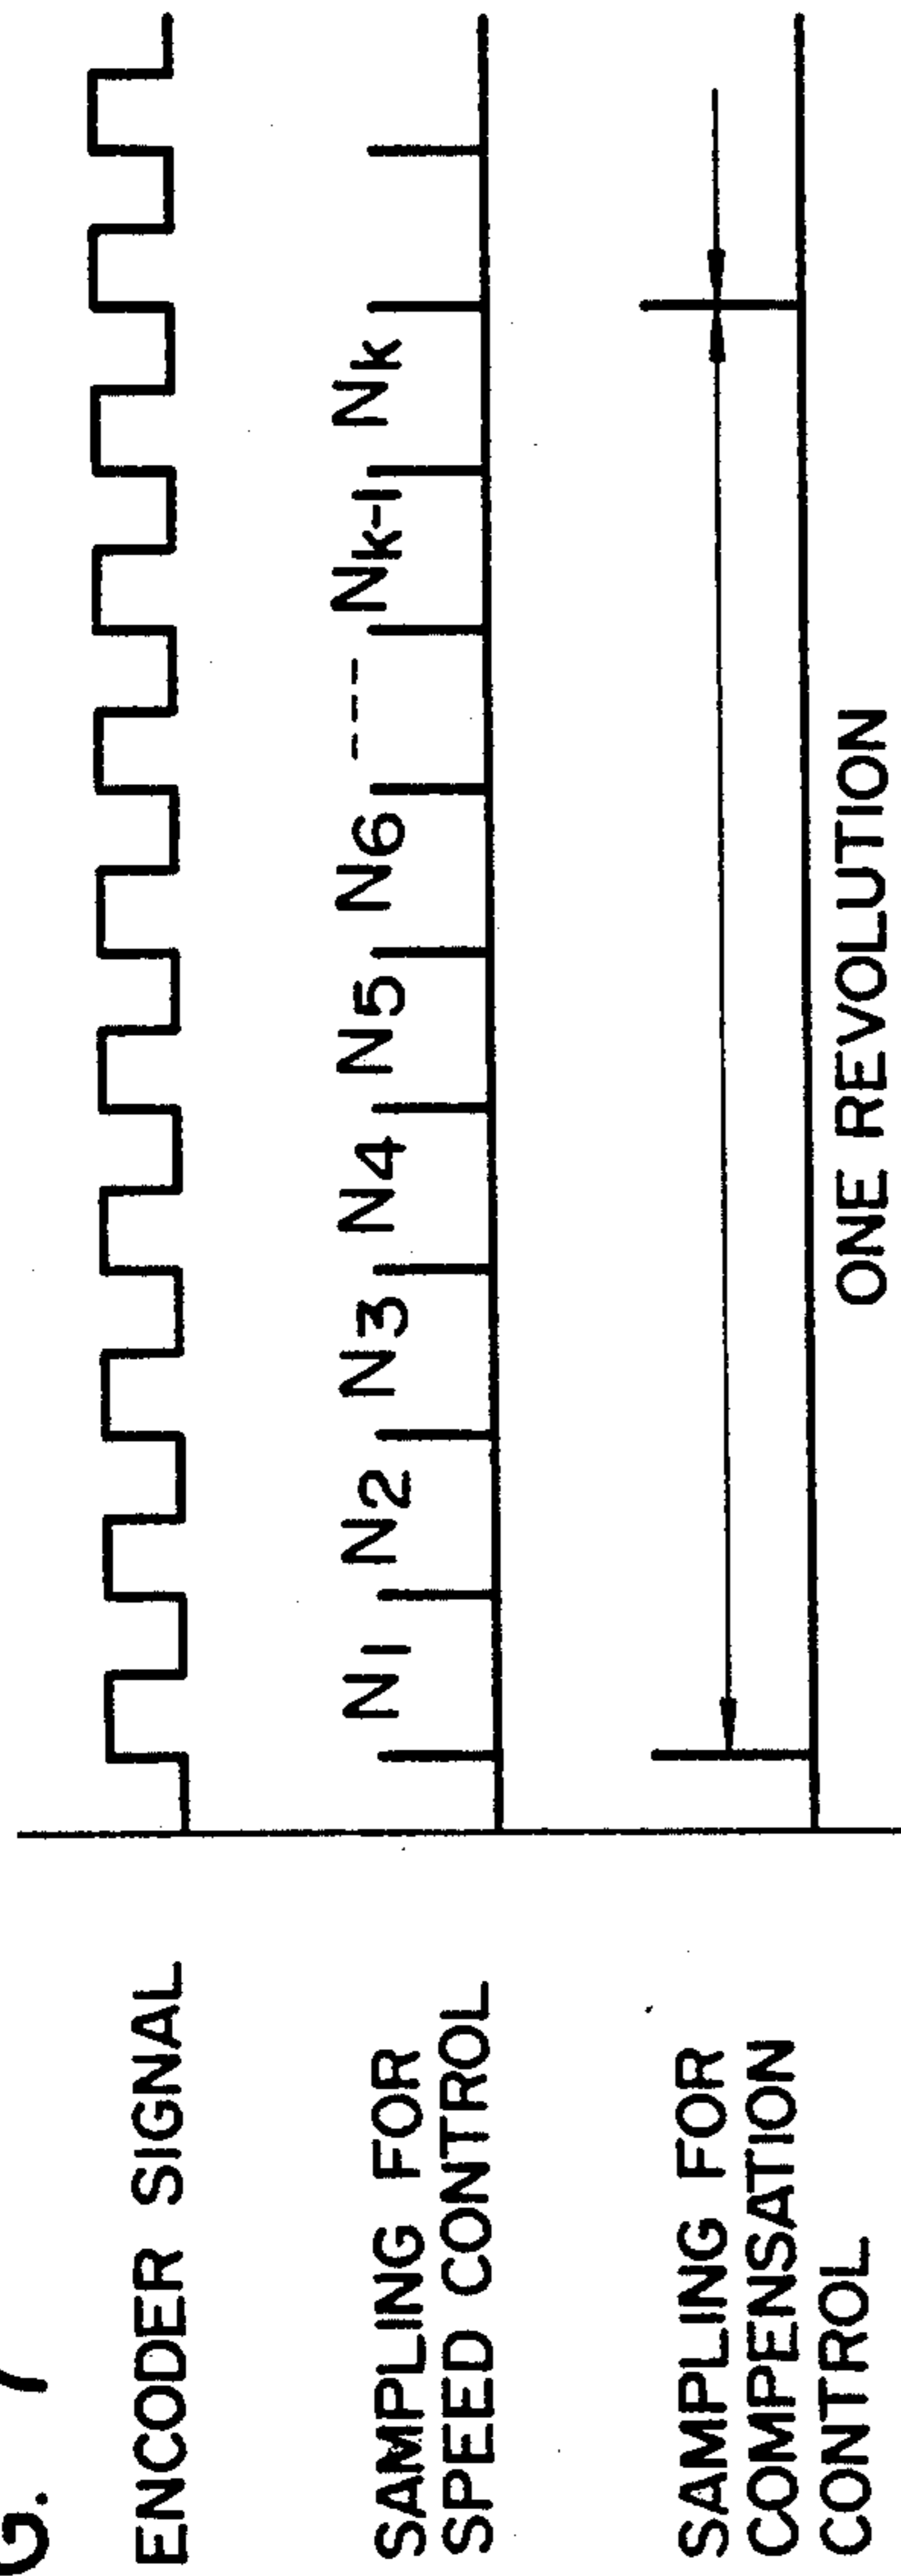 G. 7
ENCODER SIGNAL
SAMPLING FOR
SPEED CONTROL
N1 N2 N3 N4 N5 N6 --- Nk-1 Nk
SAMPLING FOR
COMPENSATION
CONTROL
ONE REVOLUTION